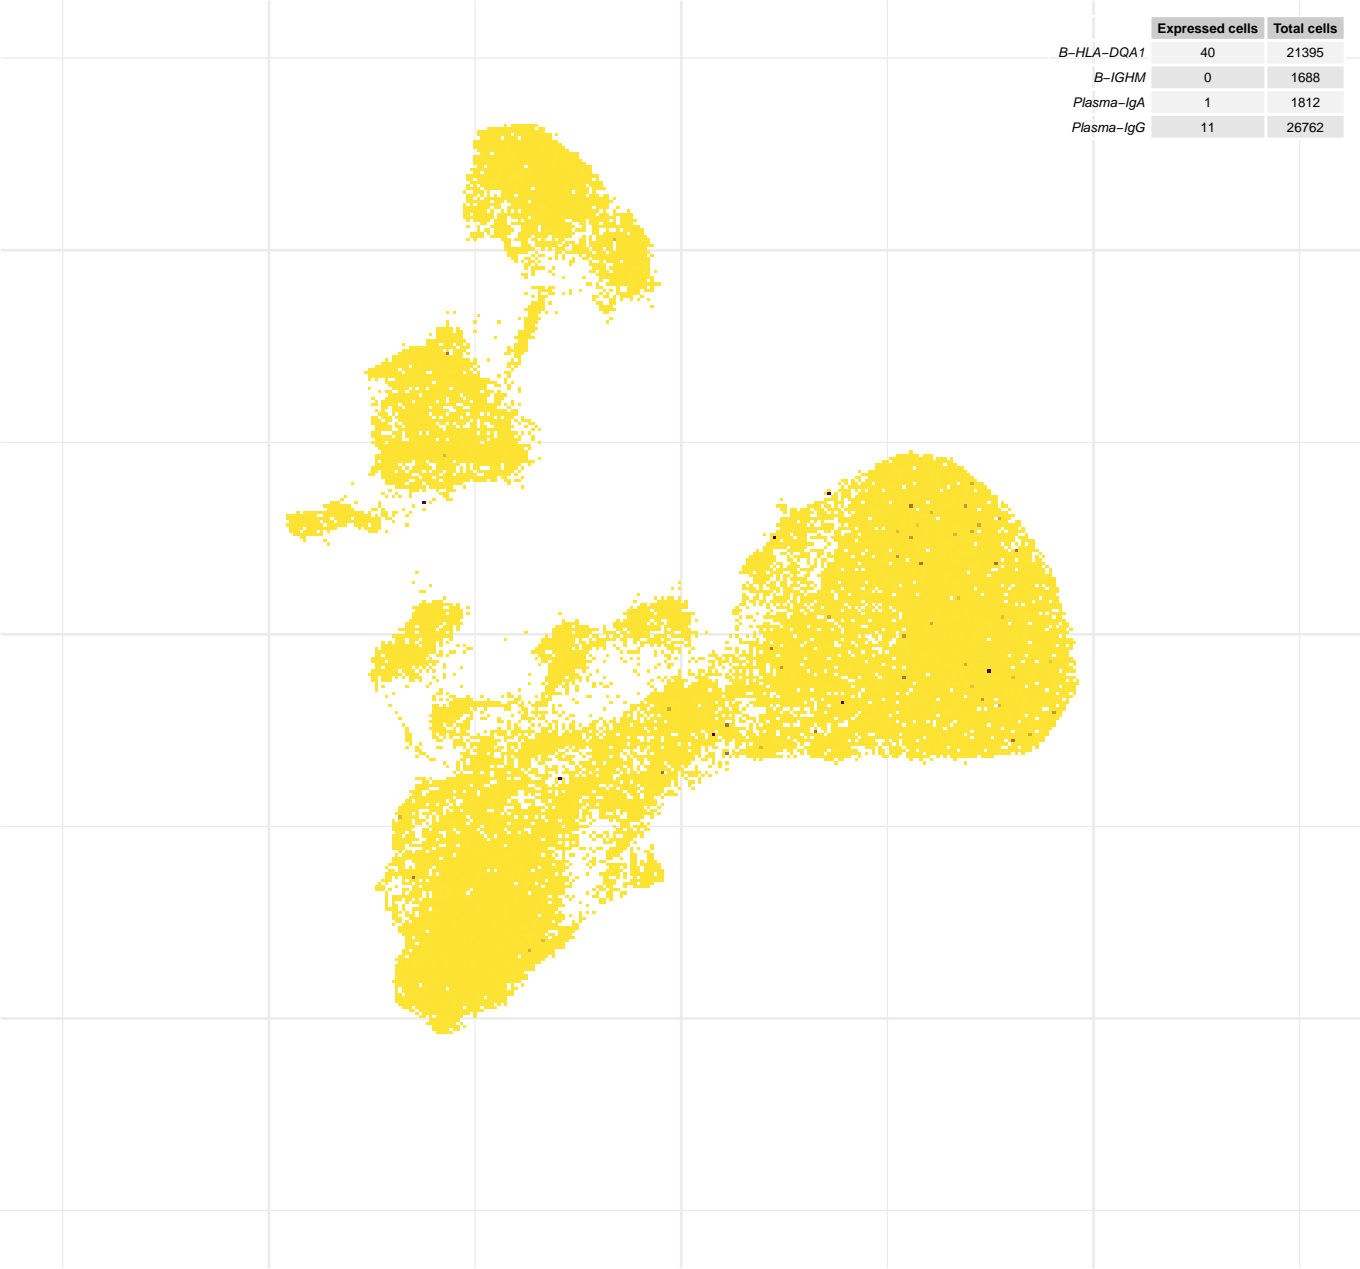 Expressed cells Total cells
B−HLA−DQA1 40 21395
B−IGHM 0 1688
Plasma−IgA 1 1812
Plasma−IgG 11 26762